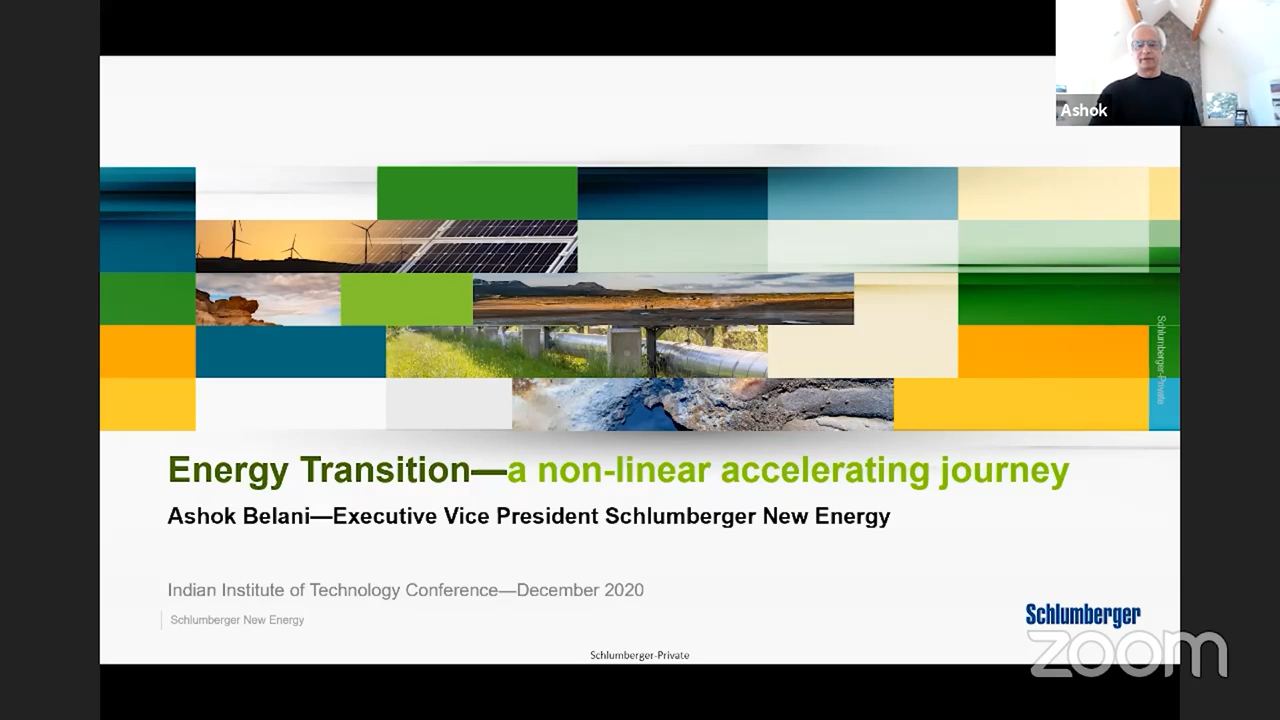 Ashok
Schlumberger-Private
Energy Transition—a non-linear accelerating journey
Ashok Belani—Executive Vice President Schlumberger New Energy
Indian Institute of Technology Conference—December 2020
Schlumberger New Energy
Schlumberger
zoom
Schlumberger-Private